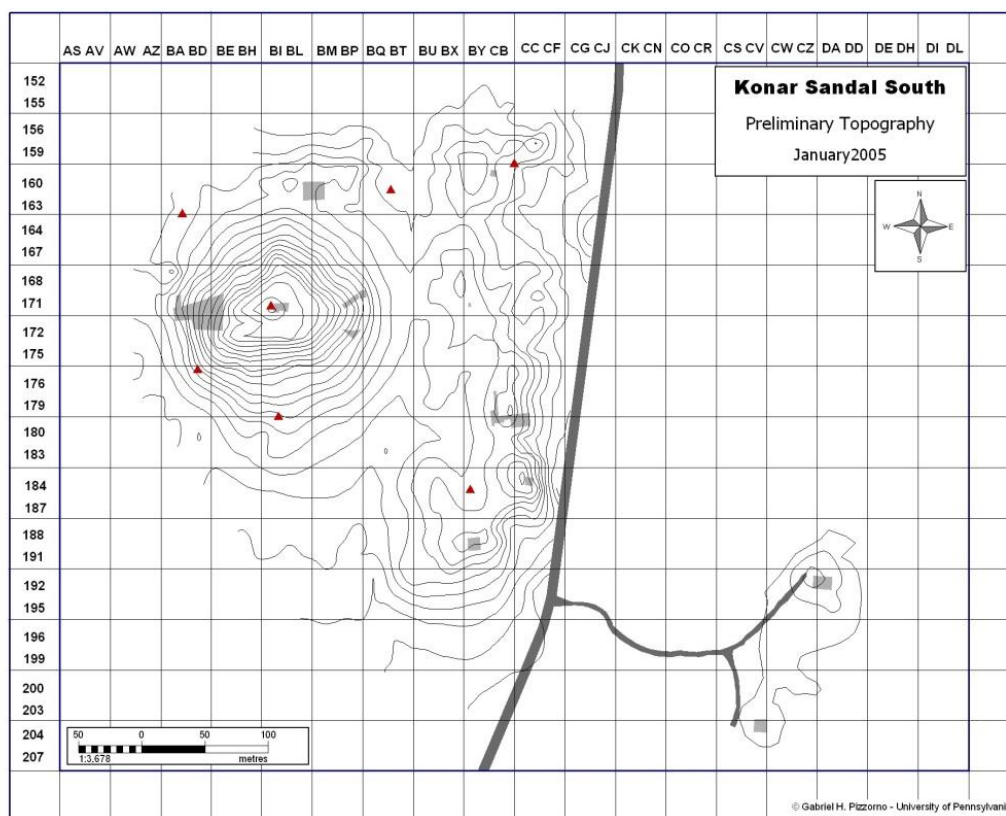 AS AV AW AZ BA BD BE BH BI BL BM BP BQ BT BU BX BY CB CC CF CG CJ CK CN CO CR CS CV CW CZ DA DD DE DH DI DL
152
155
156
159
160
163
164
167
168
171
172
175
176
179
180
183
184
187
188
191
192
195
196
199
200
203
204
207
Konar Sandal South
Preliminary Topography
January2005
N
W E
S
50 0 50 100
1:3.678 metres
© Gabriel H. Pizzorno - University of Pennsylvani